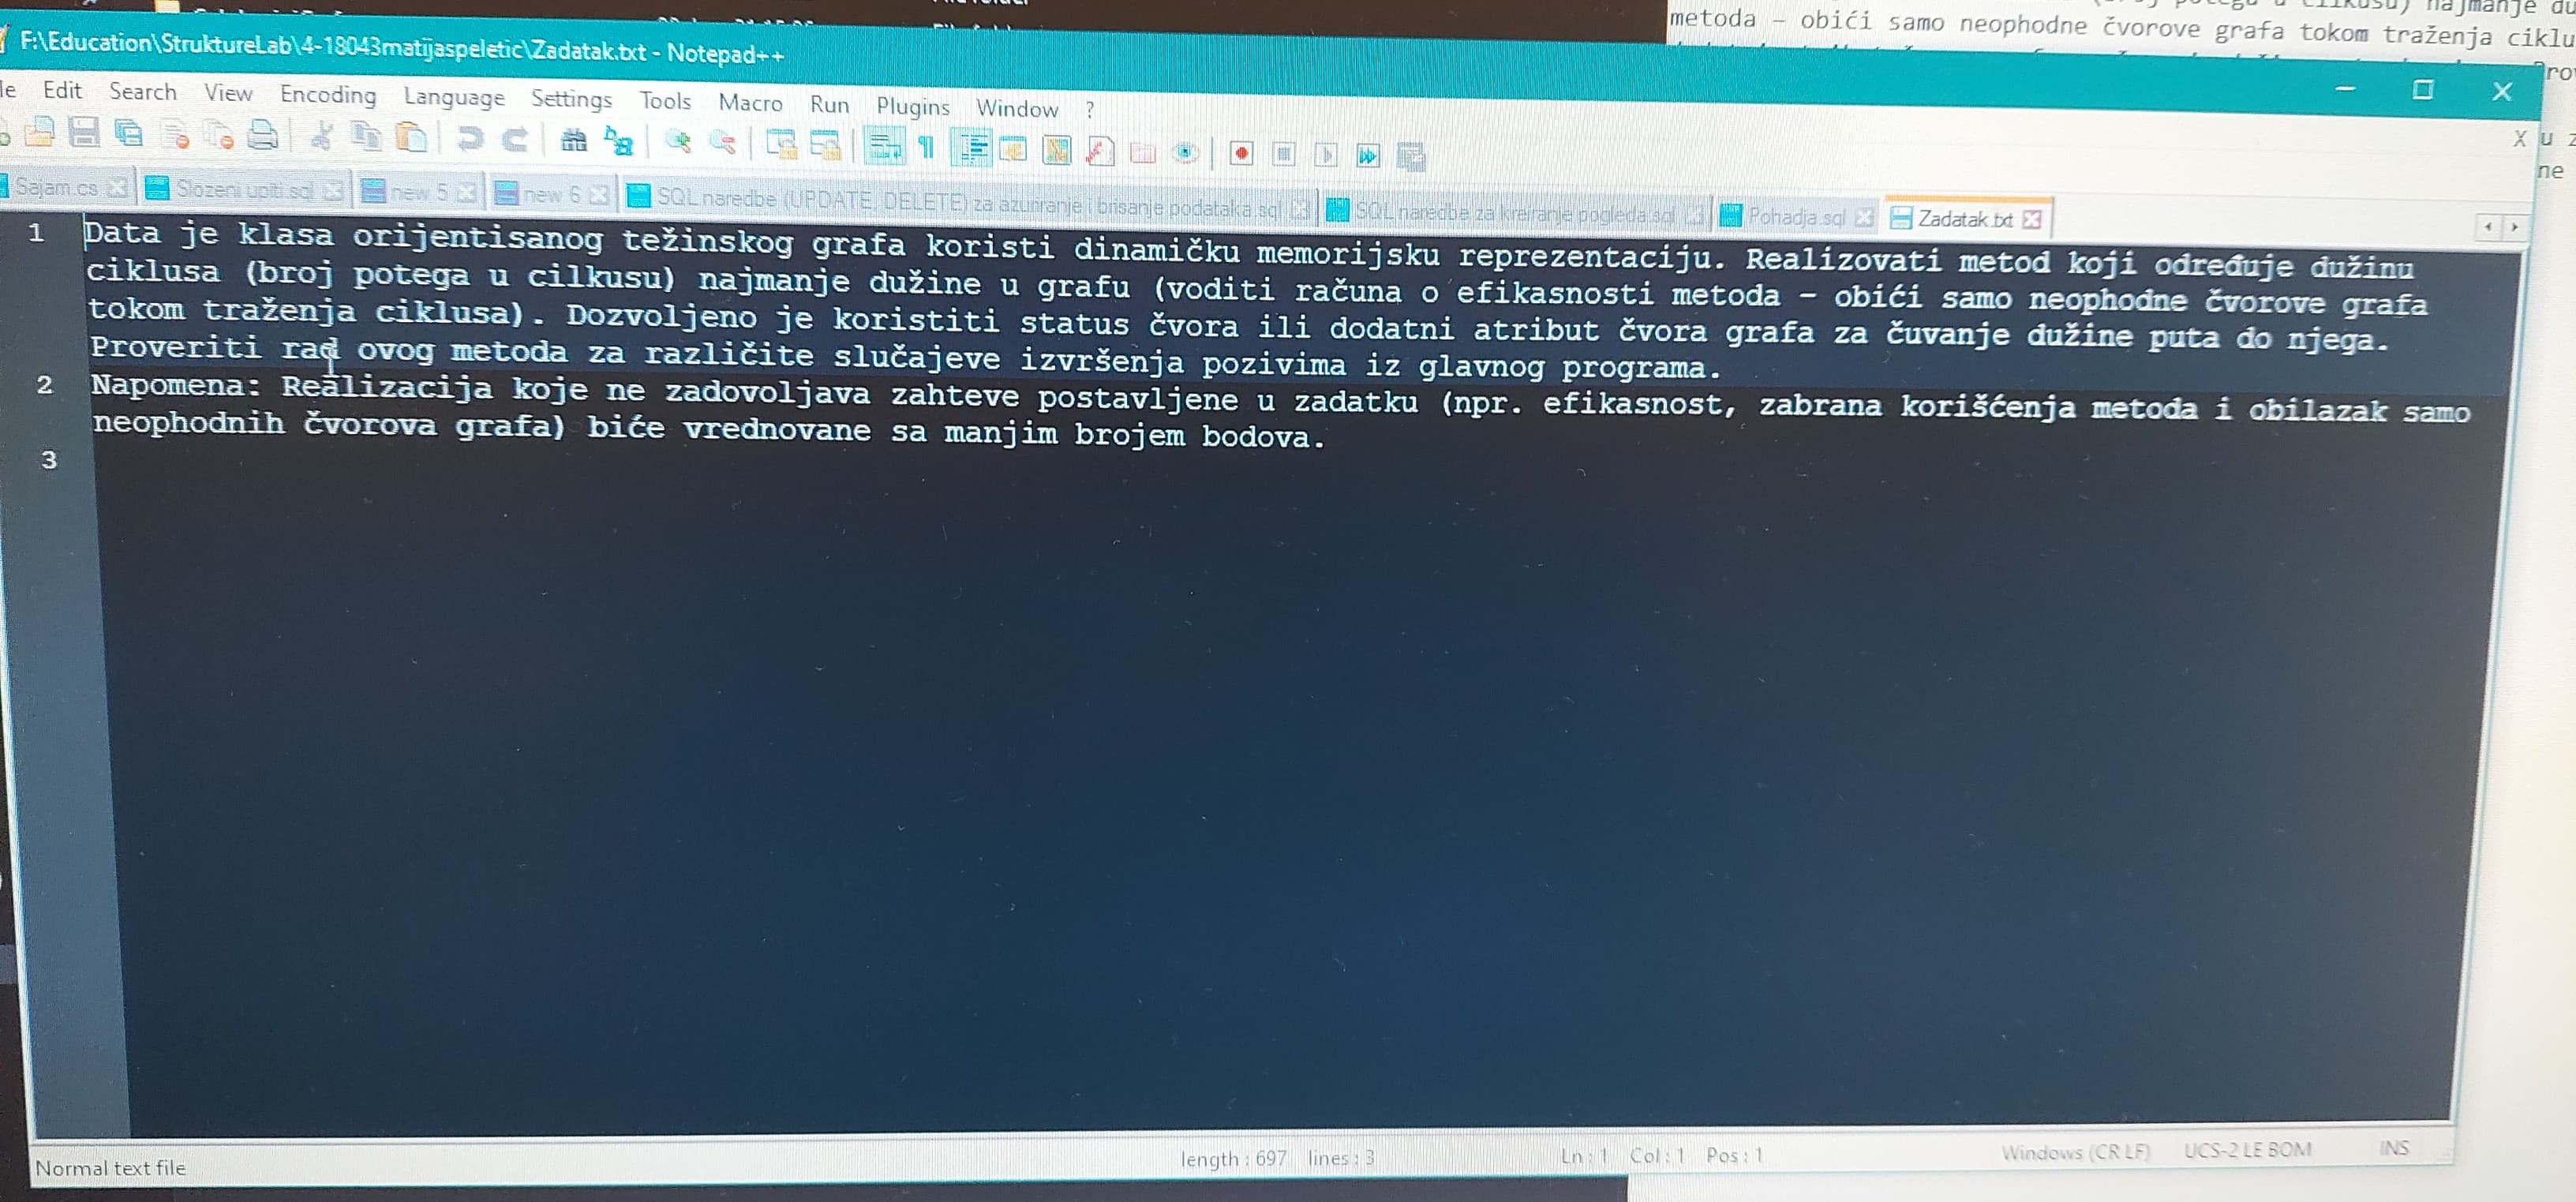 metoda – obići samo neophodne čvorove grafa tokom traženja ciklu
F:\Education\StruktureLab\4-18043matijaspeletic\Zadatak.txt - Notepad++
le Edit Search View Encoding Language Settings Tools Macro Run Plugins Window ?
X u z
ne
Sajam.cs Slozeni upiti.sql new 5 new 6 SQL naredbe (UPDATE, DELETE) za azuriranje i brisanje podataka.sql SQL naredbe za kreiranje pogleda.sql Pohadja.sql Zadatak.txt
1 Data je klasa orijentisanog težinskog grafa koristi dinamičku memorijsku reprezentaciju. Realizovati metod koji određuje dužinu
ciklusa (broj potega u cilkusu) najmanje dužine u grafu (voditi računa o efikasnosti metoda – obići samo neophodne čvorove grafa
tokom traženja ciklusa). Dozvoljeno je koristiti status čvora ili dodatni atribut čvora grafa za čuvanje dužine puta do njega.
Proveriti rad ovog metoda za različite slučajeve izvršenja pozivima iz glavnog programa.
2 Napomena: Realizacija koje ne zadovoljava zahteve postavljene u zadatku (npr. efikasnost, zabrana korišćenja metoda i obilazak samo
neophodnih čvorova grafa) biće vrednovane sa manjim brojem bodova.
3
Normal text file length : 697 lines : 3 Ln : 1 Col : 1 Pos : 1 Windows (CR LF) UCS-2 LE BOM INS